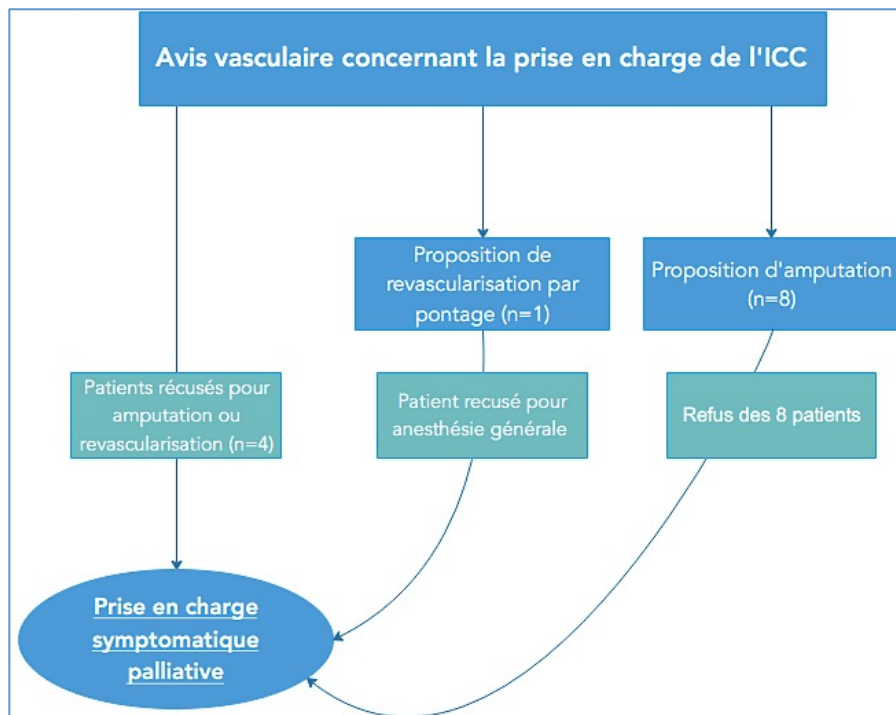 Avis vasculaire concernant la prise en charge de l'ICC
Proposition de
revascularisation par
pontage (n=1)
Proposition d'amputation
(n=8)
Patients récusés pour
amputation ou
revascularisation (n=4)
Patient recusé pour
anesthésie générale
Refus des 8 patients
Prise en charge
symptomatique
palliative